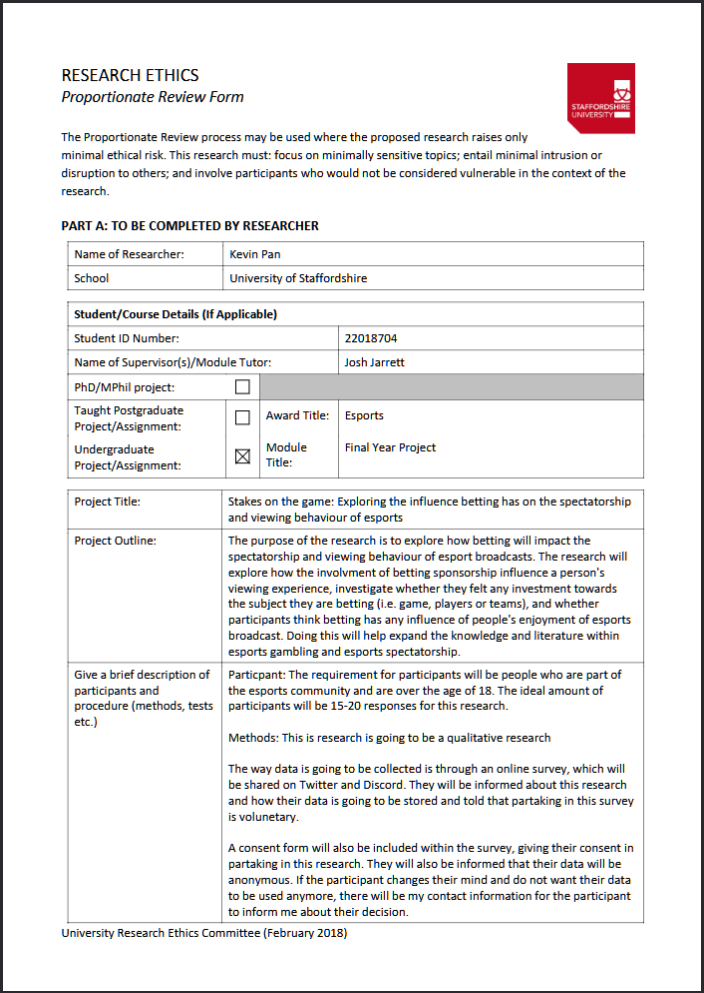 RESEARCH ETHICS
Proportionate Review Form
STAFFORDSHIRE
UNIVERSITY
The Proportionate Review process may be used where the proposed research raises only
minimal ethical risk. This research must: focus on minimally sensitive topics; entail minimal intrusion or
disruption to others; and involve participants who would not be considered vulnerable in the context of the
research.
PART A: TO BE COMPLETED BY RESEARCHER
Name of Researcher: Kevin Pan
School University of Staffordshire
Student/Course Details (If Applicable)
Student ID Number: 22018704
Name of Supervisor(s)/Module Tutor: Josh Jarrett
PhD/MPhil project: ☐
Taught Postgraduate
Project/Assignment: ☐ Award Title: Esports
Undergraduate
Project/Assignment: ☒ Module
Title: Final Year Project
Project Title: Stakes on the game: Exploring the influence betting has on the spectatorship
and viewing behaviour of esports
Project Outline: The purpose of the research is to explore how betting will impact the
spectatorship and viewing behaviour of esport broadcasts. The research will
explore how the involvment of betting sponsorship influence a person's
viewing experience, investigate whether they felt any investment towards
the subject they are betting (i.e. game, players or teams), and whether
participants think betting has any influence of people's enjoyment of esports
broadcast. Doing this will help expand the knowledge and literature within
esports gambling and esports spectatorship.
Give a brief description of
participants and
procedure (methods, tests
etc.)
Particpant: The requirement for participants will be people who are part of
the esports community and are over the age of 18. The ideal amount of
participants will be 15-20 responses for this research.
Methods: This is research is going to be a qualitative research
The way data is going to be collected is through an online survey, which will
be shared on Twitter and Discord. They will be informed about this research
and how their data is going to be stored and told that partaking in this survey
is volunetary.
A consent form will also be included within the survey, giving their consent in
partaking in this research. They will also be informed that their data will be
anonymous. If the participant changes their mind and do not want their data
to be used anymore, there will be my contact information for the participant
to inform me about their decision.
University Research Ethics Committee (February 2018)